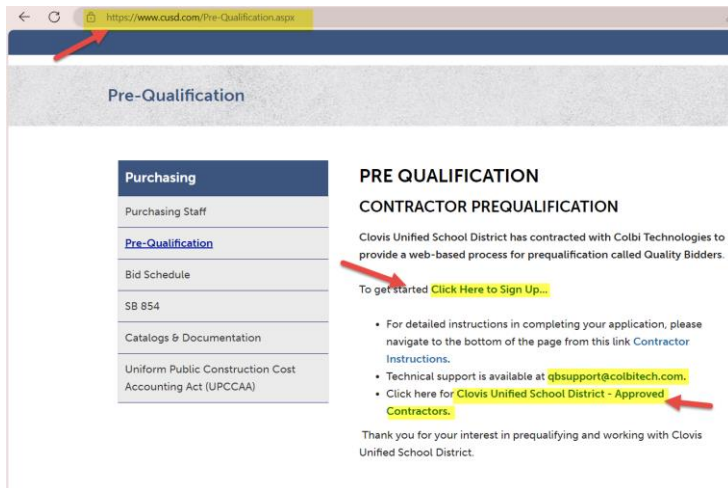 https://www.cusd.com/Pre-Qualification.aspx
Pre-Qualification
Purchasing
Purchasing Staff
Pre-Qualification
Bid Schedule
SB 854
Catalogs & Documentation
Uniform Public Construction Cost
Accounting Act (UPCCAA)
PRE QUALIFICATION
CONTRACTOR PREQUALIFICATION
Clovis Unified School District has contracted with Colbi Technologies to
provide a web-based process for prequalification called Quality Bidders.
To get started Click Here to Sign Up...
• For detailed instructions in completing your application, please
navigate to the bottom of the page from this link Contractor
Instructions.
• Technical support is available at qbsupport@colbitech.com.
• Click here for Clovis Unified School District - Approved
Contractors.
Thank you for your interest in prequalifying and working with Clovis
Unified School District.